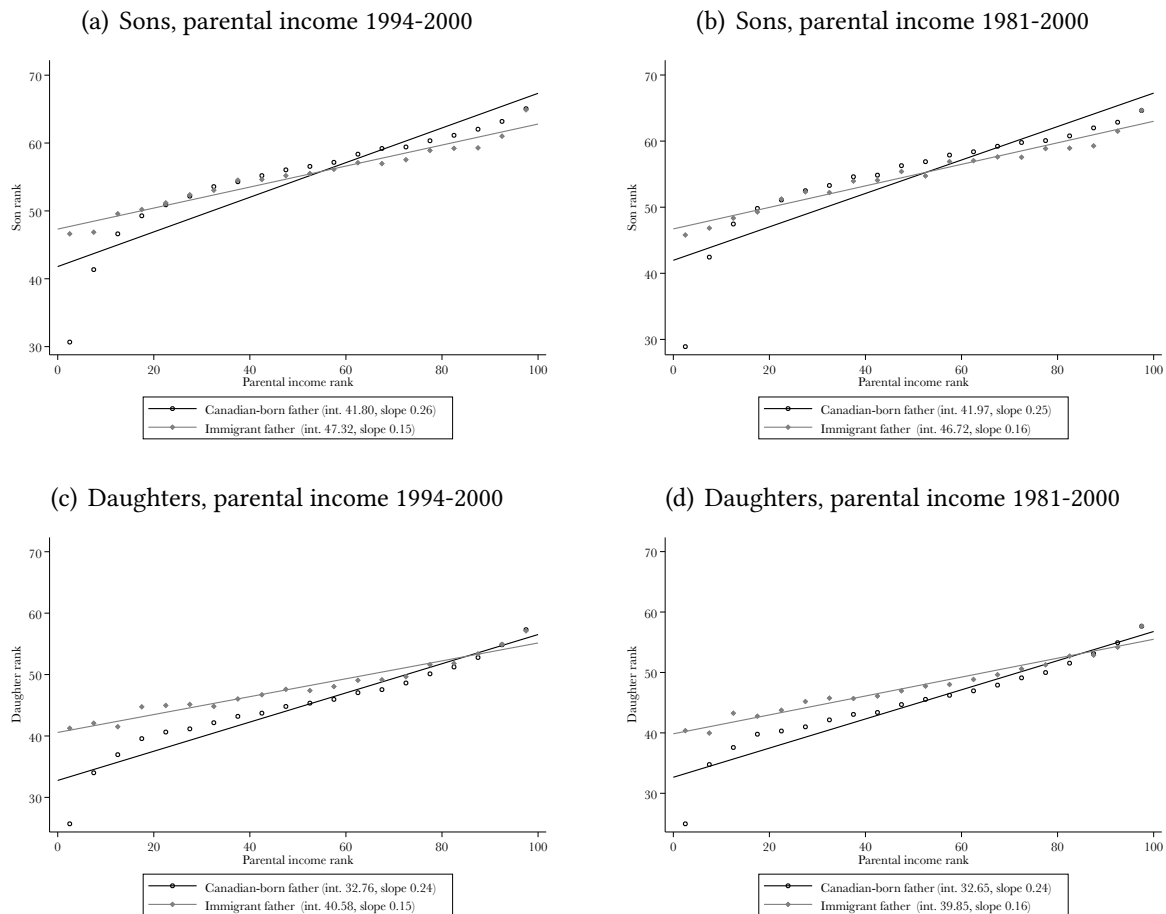 (a) Sons, parental income 1994-2000
70
60
50
40
30
Son rank
0 20 40 60 80 100
Parental income rank
Canadian-born father (int. 41.80, slope 0.26)
Immigrant father (int. 47.32, slope 0.15)
(b) Sons, parental income 1981-2000
70
60
50
40
30
Son rank
0 20 40 60 80 100
Parental income rank
Canadian-born father (int. 41.97, slope 0.25)
Immigrant father (int. 46.72, slope 0.16)
(c) Daughters, parental income 1994-2000
70
60
50
40
30
Daughter rank
0 20 40 60 80 100
Parental income rank
Canadian-born father (int. 32.76, slope 0.24)
Immigrant father (int. 40.58, slope 0.15)
(d) Daughters, parental income 1981-2000
70
60
50
40
30
Daughter rank
0 20 40 60 80 100
Parental income rank
Canadian-born father (int. 32.65, slope 0.24)
Immigrant father (int. 39.85, slope 0.16)